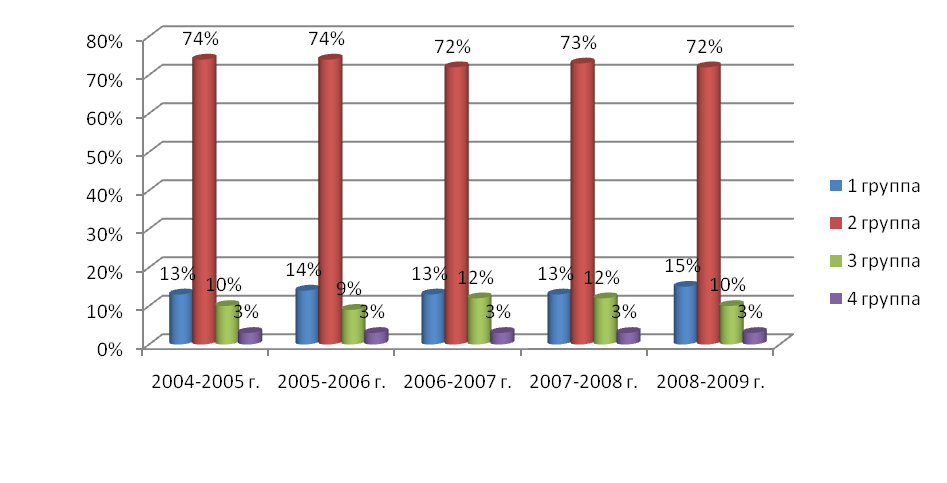 80%
70%
60%
50%
40%
30%
20%
10%
0%
74% 74% 72% 73% 72%
13% 10% 3% 14% 9% 3% 13% 12% 3% 13% 12% 3% 15% 10% 3%
2004-2005 г. 2005-2006 г. 2006-2007 г. 2007-2008 г. 2008-2009 г.
1 группа
2 группа
3 группа
4 группа